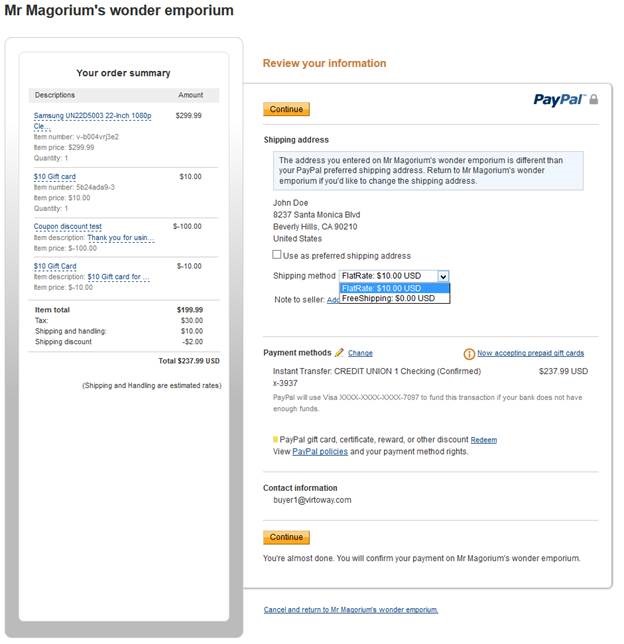 Mr Magorium's wonder emporium
Your order summary
Descriptions Amount
Samsung UN22D5003 22-Inch 1080p $299.99
Cle...
Item number: v-b004vrj3e2
Item price: $299.99
Quantity: 1
$10 Gift card $10.00
Item number: 5b24ada9-3
Item price: $10.00
Quantity: 1
Coupon discount test $-100.00
Item description: Thank you for usin...
Item price: $-100.00
$10 Gift Card $-10.00
Item description: $10 Gift card for ...
Item price: $-10.00
Item total $199.99
Tax: $30.00
Shipping and handling: $10.00
Shipping discount -$2.00
Total $237.99 USD
(Shipping and Handling are estimated rates)
Review your information
PayPal
Continue
Shipping address
The address you entered on Mr Magorium's wonder emporium is different than
your PayPal preferred shipping address. Return to Mr Magorium's wonder
emporium if you'd like to change the shipping address.
John Doe
8237 Santa Monica Blvd
Beverly Hills, CA 90210
United States
Use as preferred shipping address
Shipping method FlatRate: $10.00 USD
FlatRate: $10.00 USD
Note to seller: Add FreeShipping: $0.00 USD
Payment methods Change Now accepting prepaid gift cards
Instant Transfer: CREDIT UNION 1 Checking (Confirmed) $237.99 USD
x-3937
PayPal will use Visa XXXX-XXXX-XXXX-7097 to fund this transaction if your bank does not have
enough funds.
PayPal gift card, certificate, reward, or other discount Redeem
View PayPal policies and your payment method rights.
Contact information
buyer1@virtoway.com
Continue
You're almost done. You will confirm your payment on Mr Magorium's wonder emporium.
Cancel and return to Mr Magorium's wonder emporium.